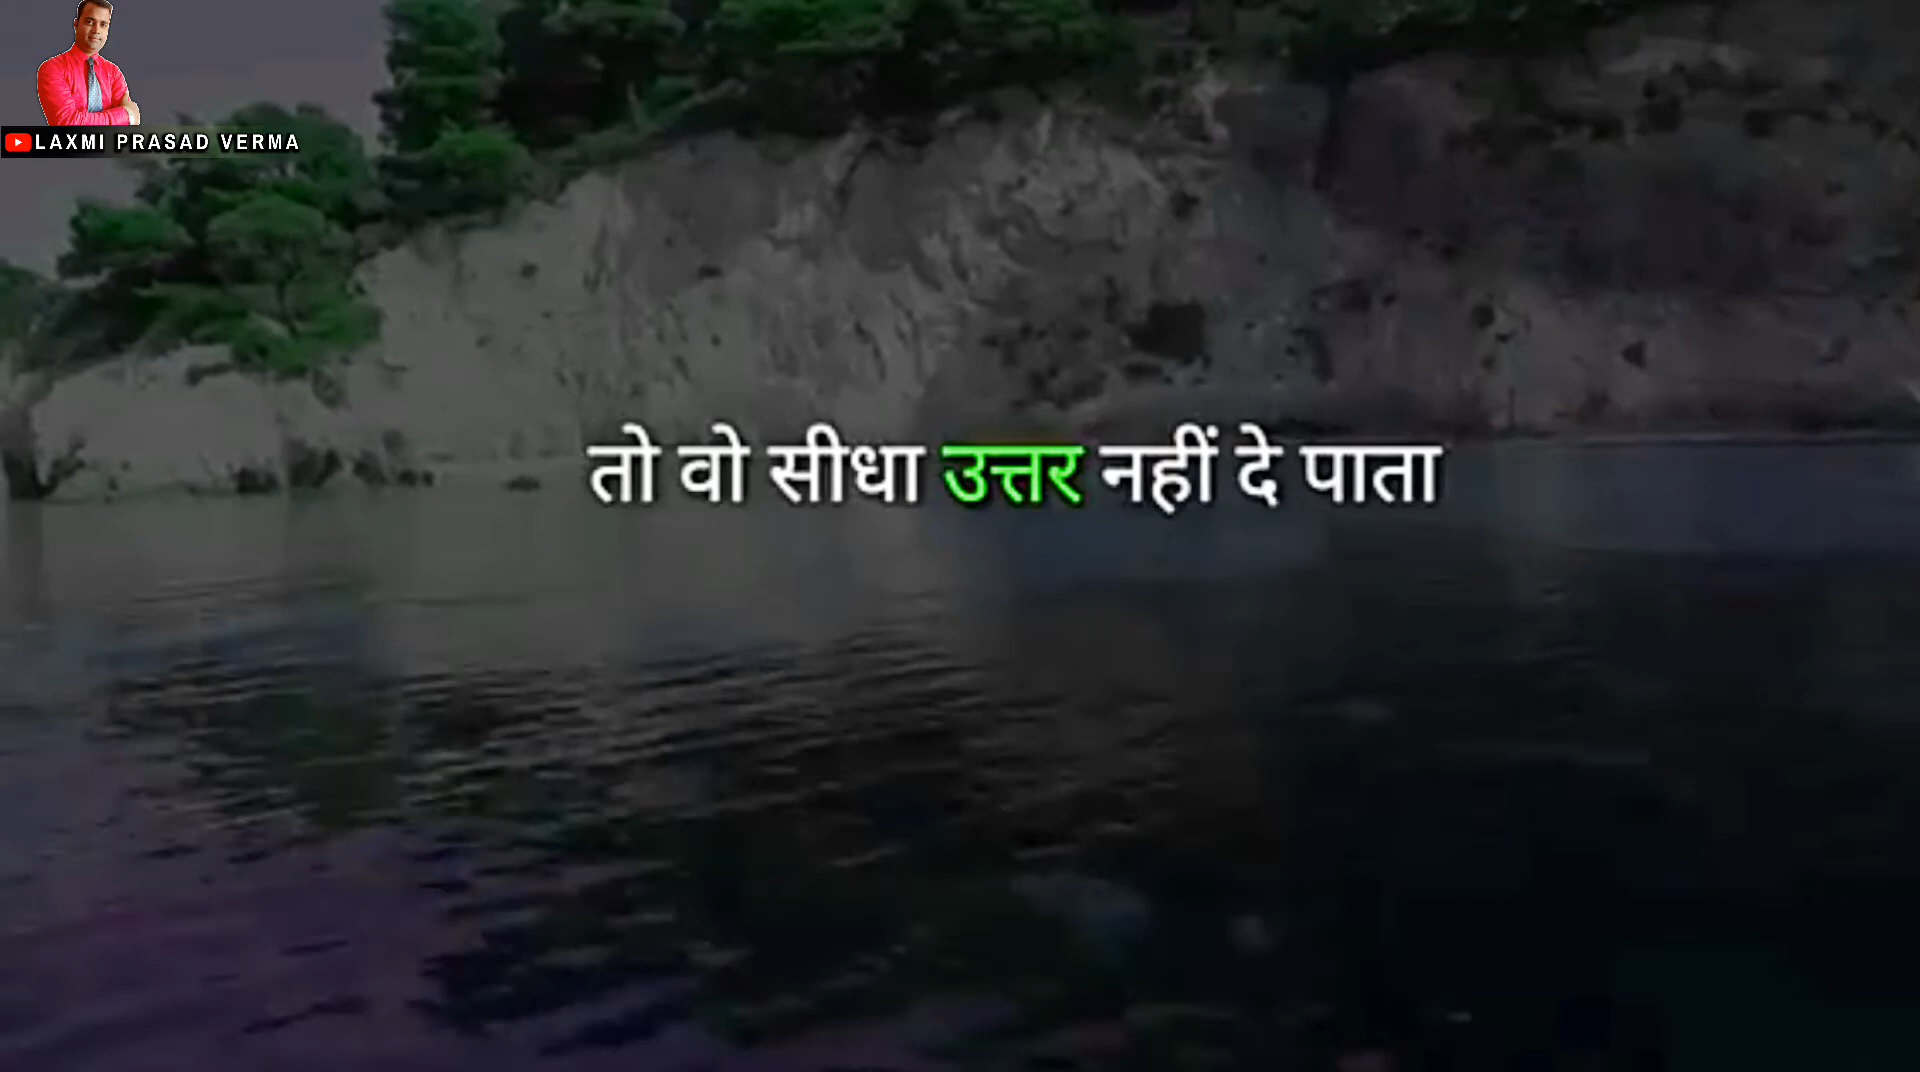 LAXMI PRASAD VERMA
तो वो सीधा उत्तर नहीं दे पाता